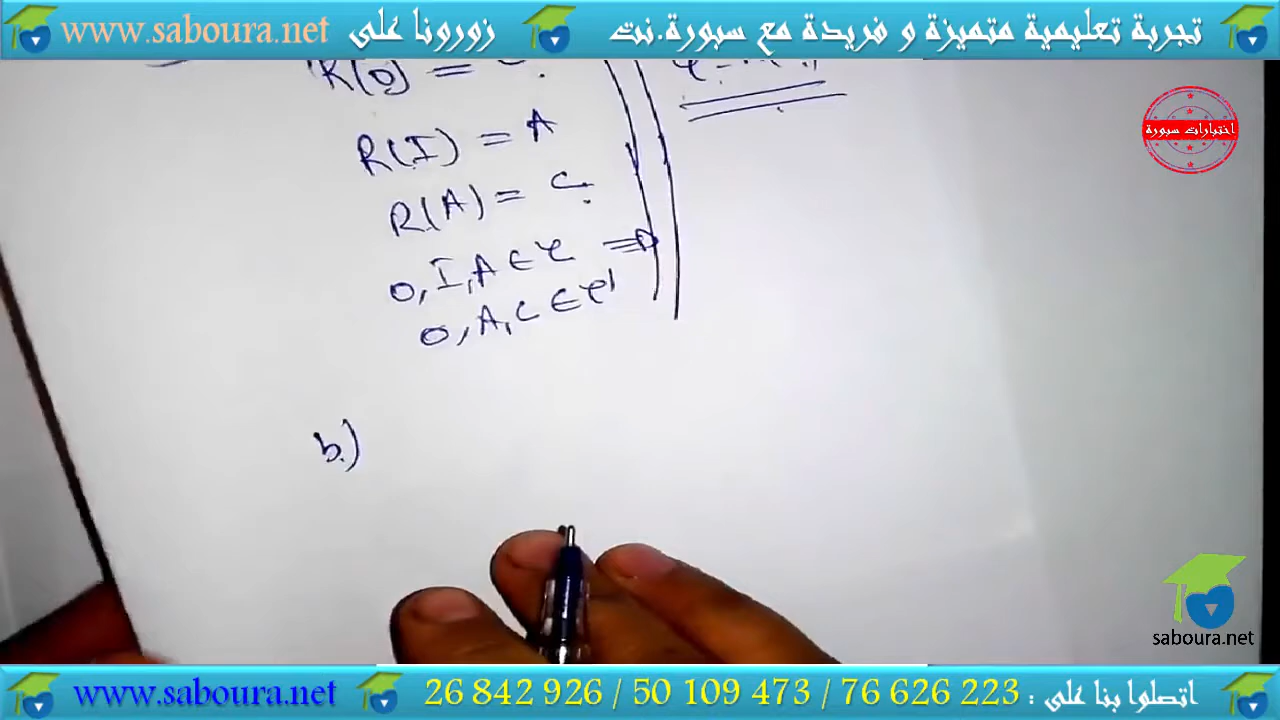 www.saboura.net زورونا على تجربة تعليمية متميزة و فريدة مع سبورة.نت
R(O) =
R(I) = A
R(A) = C
O, I, A ∈ ℭ ⇒
O, A, C ∈ ℭ'
b.)
اختبارات سبورة
saboura.net
www.saboura.net 26 842 926 / 50 109 473 / 76 626 223 : اتصلوا بنا على